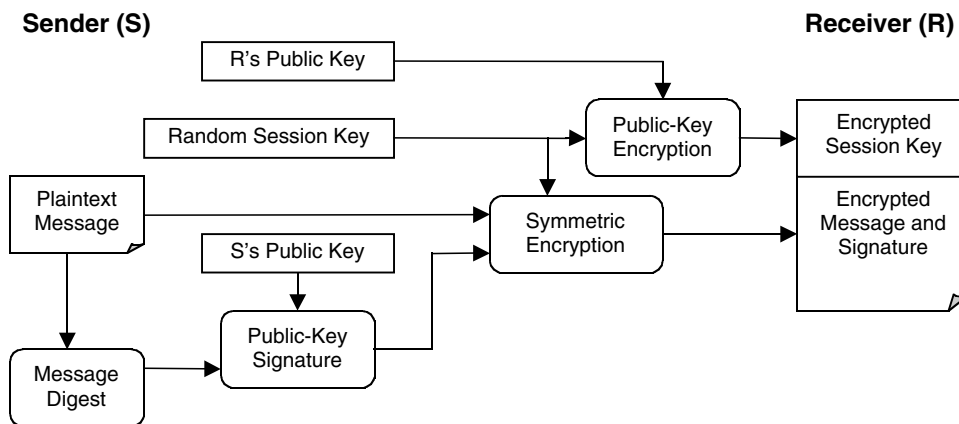 Sender (S)
Receiver (R)
R's Public Key
Random Session Key
Public-Key
Encryption
Encrypted
Session Key
Plaintext
Message
Symmetric
Encryption
Encrypted
Message and
Signature
S's Public Key
Public-Key
Signature
Message
Digest